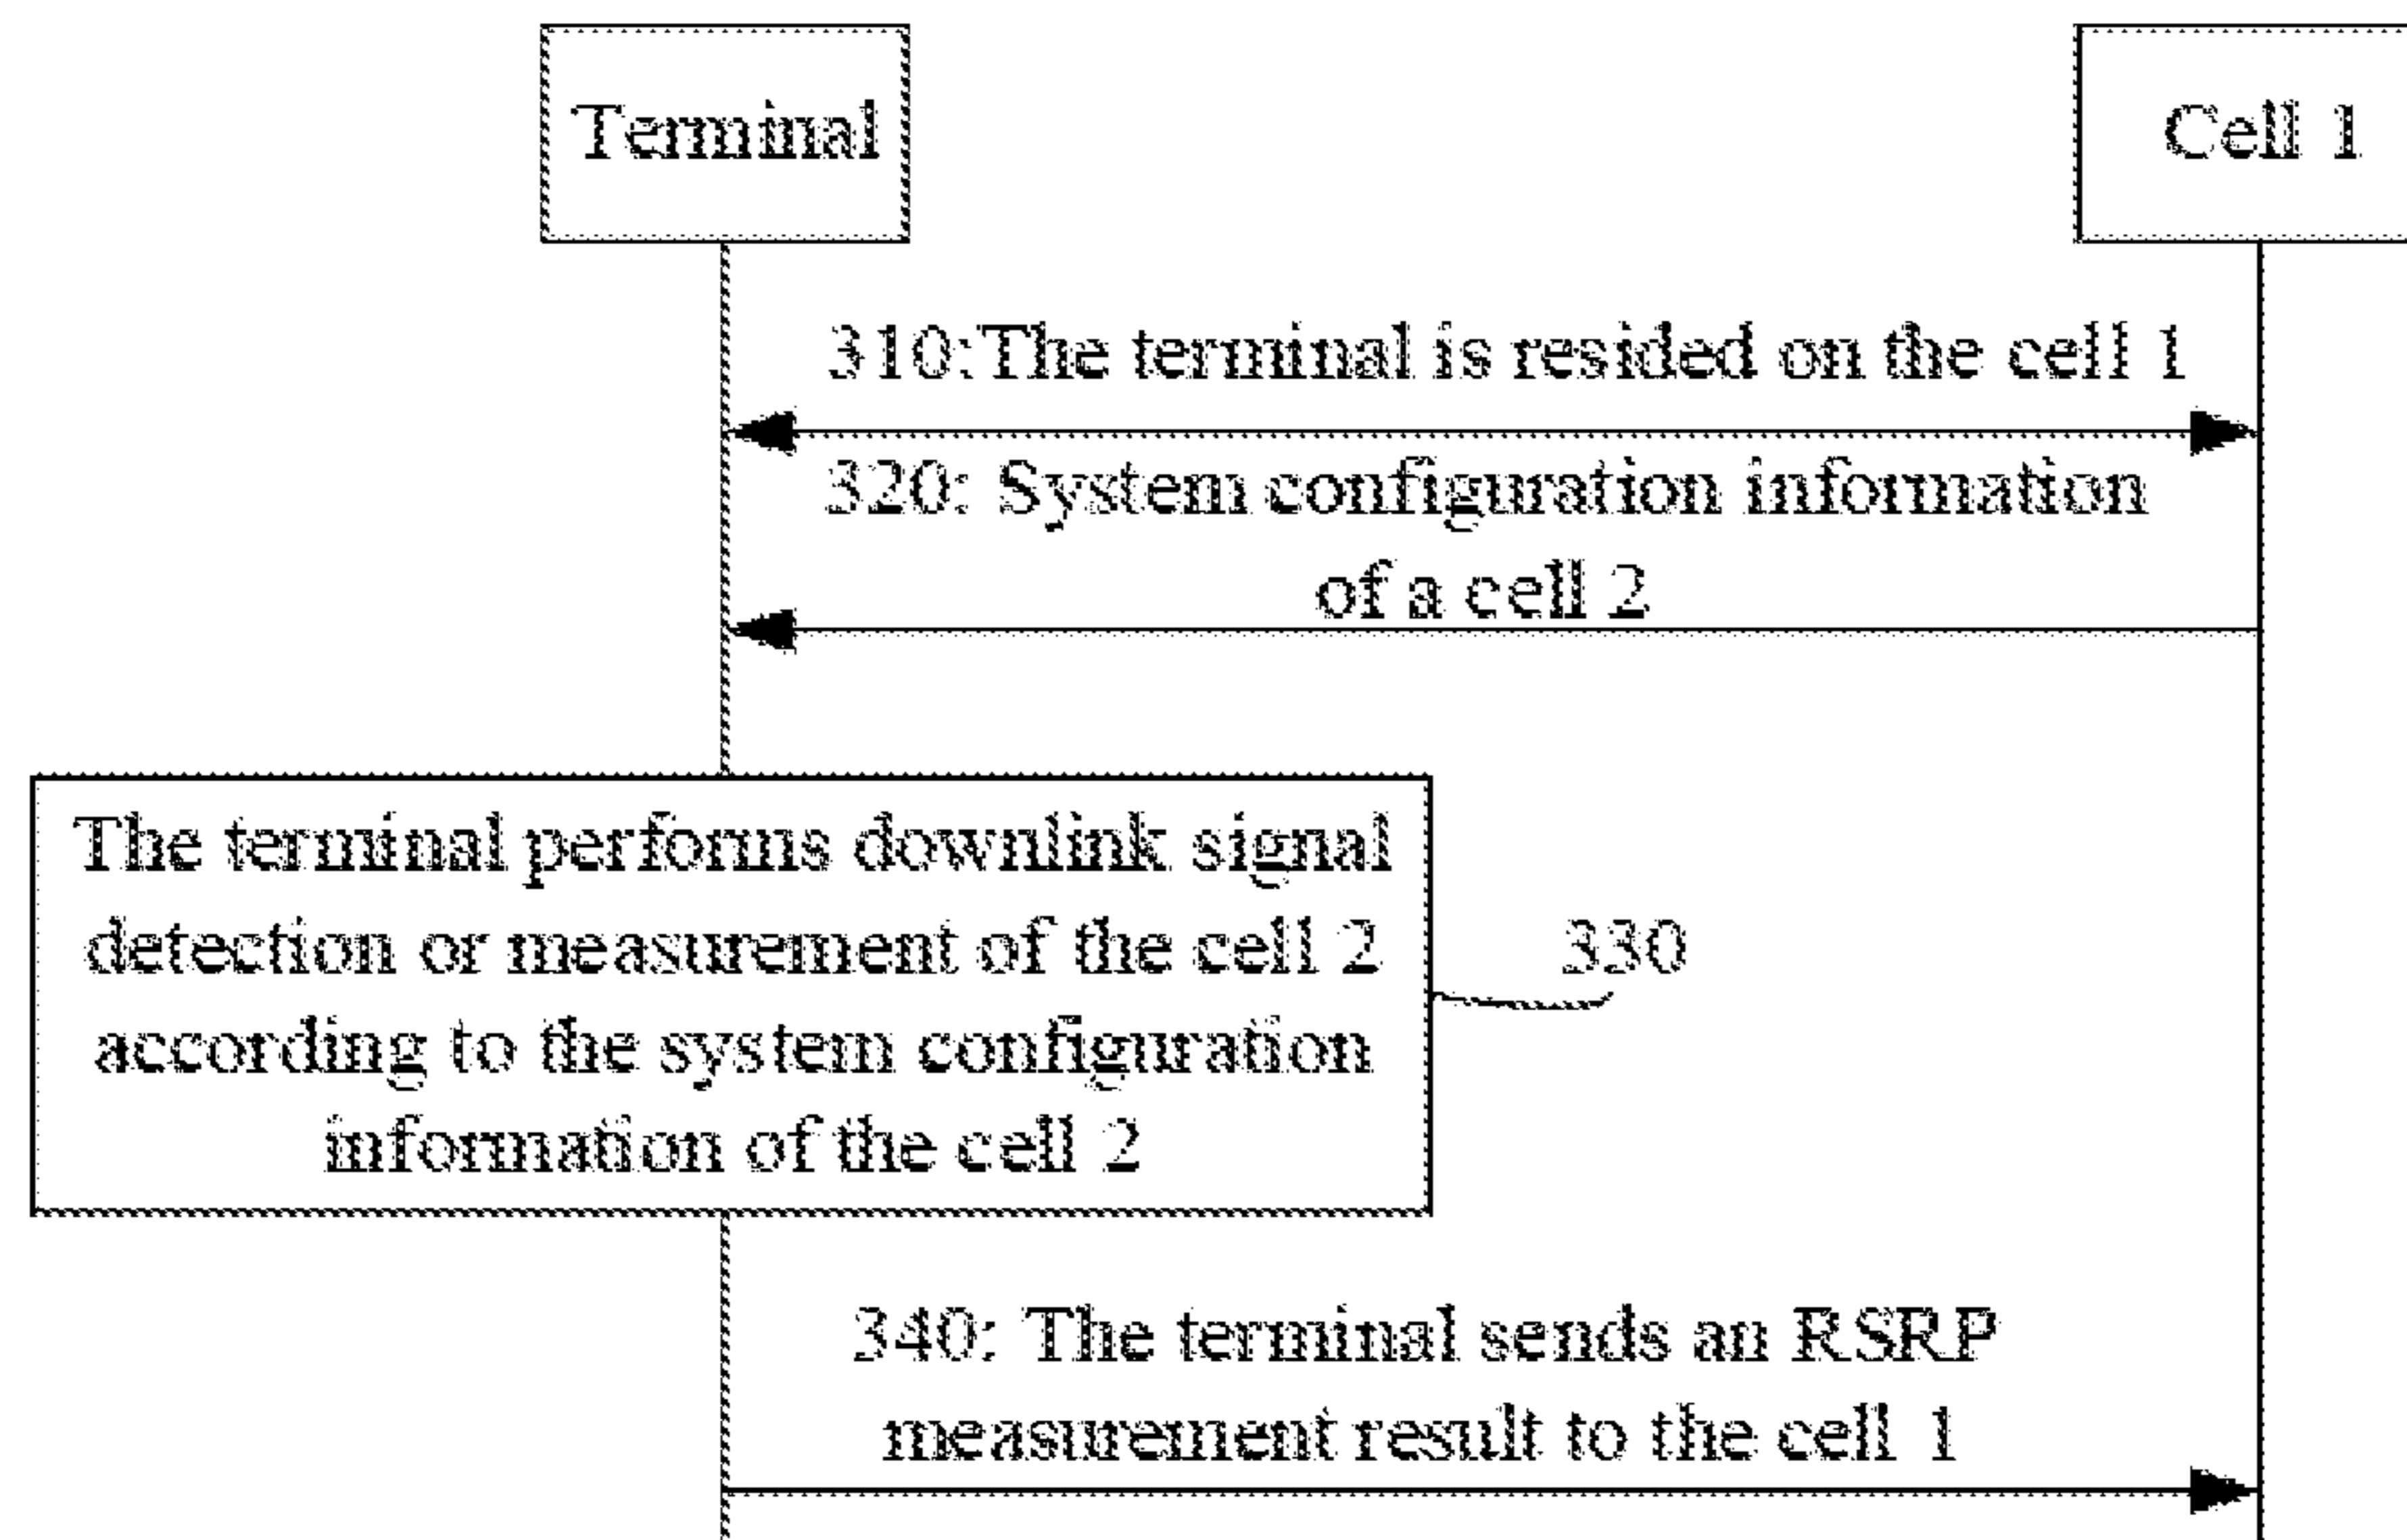 Terminal
Cell 1
310:The terminal is resided on the cell 1
320: System configuration information
of a cell 2
The terminal performs downlink signal
detection or measurement of the cell 2
according to the system configuration
information of the cell 2
330
340: The terminal sends an RSRP
measurement result to the cell 1